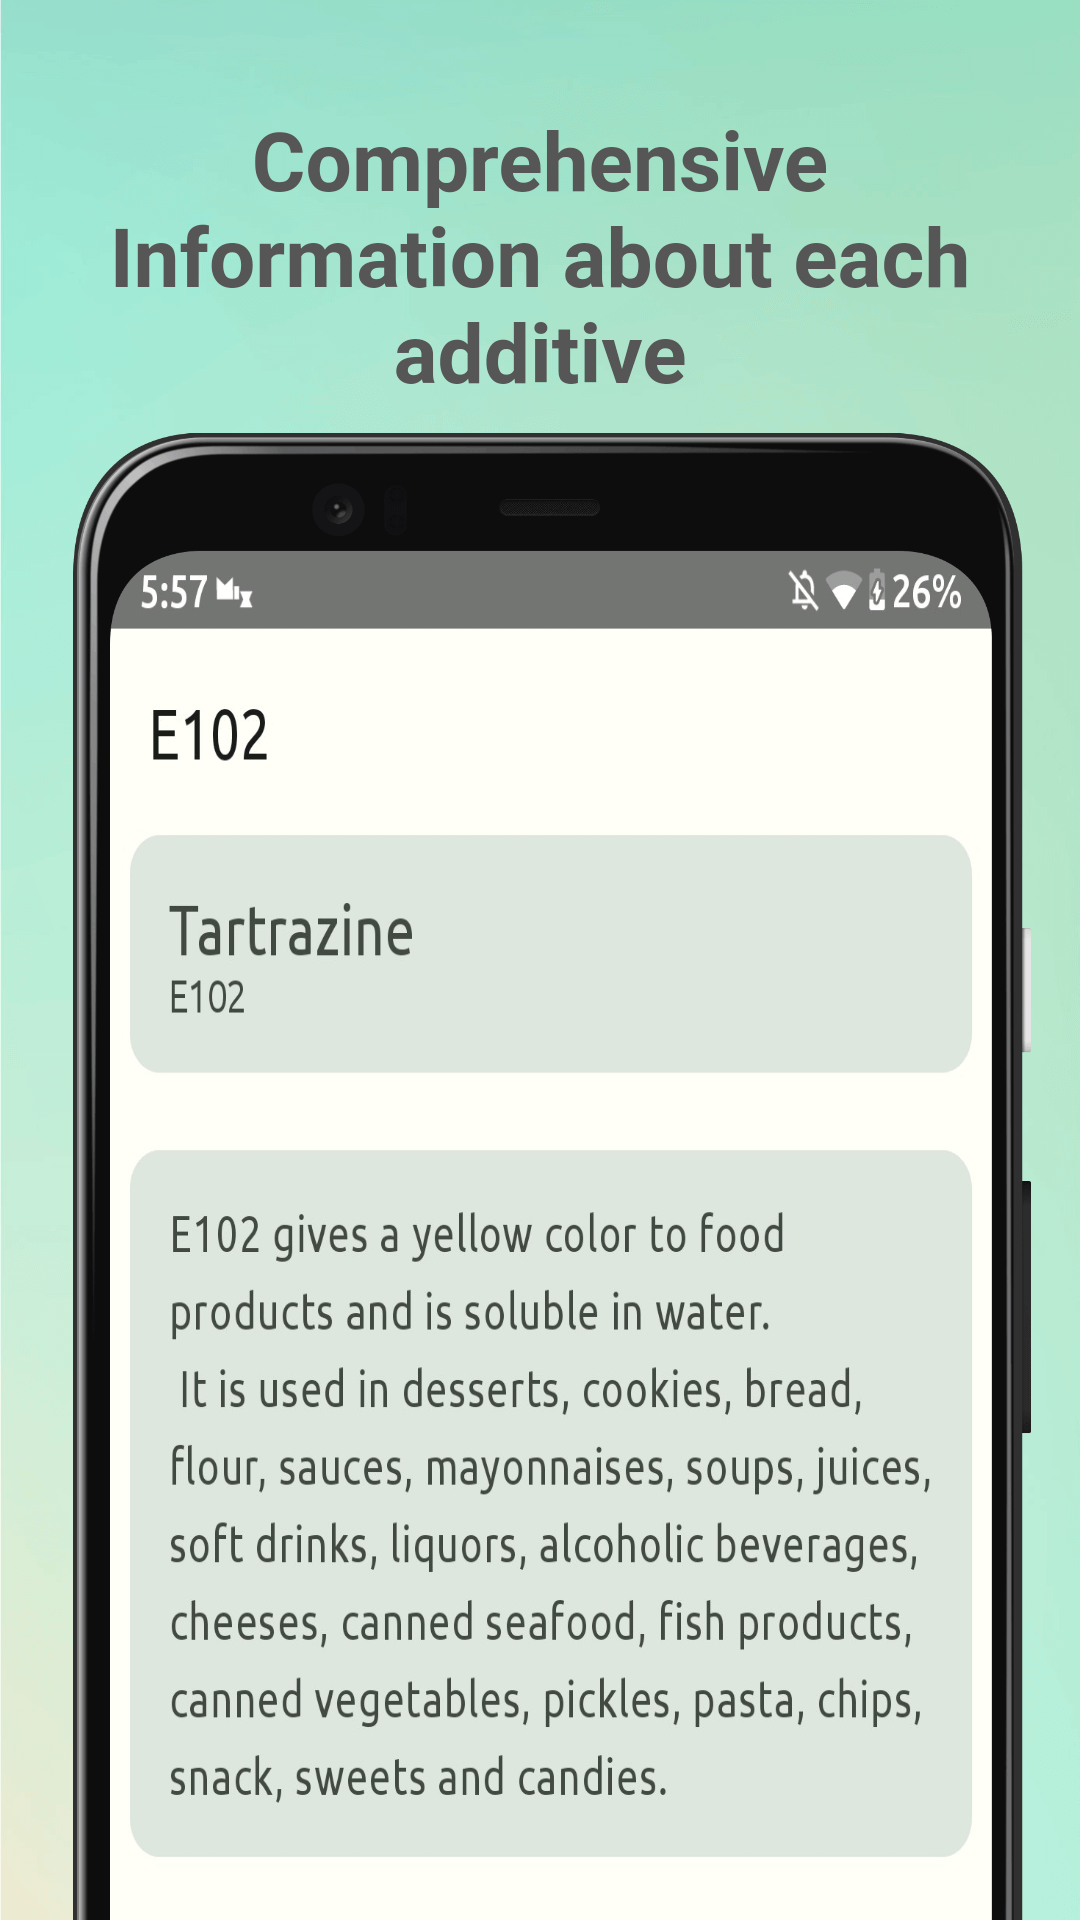 Comprehensive
Information about each
additive
5:57 26%
E102
Tartrazine
E102
E102 gives a yellow color to food
products and is soluble in water.
It is used in desserts, cookies, bread,
flour, sauces, mayonnaises, soups, juices,
soft drinks, liquors, alcoholic beverages,
cheeses, canned seafood, fish products,
canned vegetables, pickles, pasta, chips,
snack, sweets and candies.